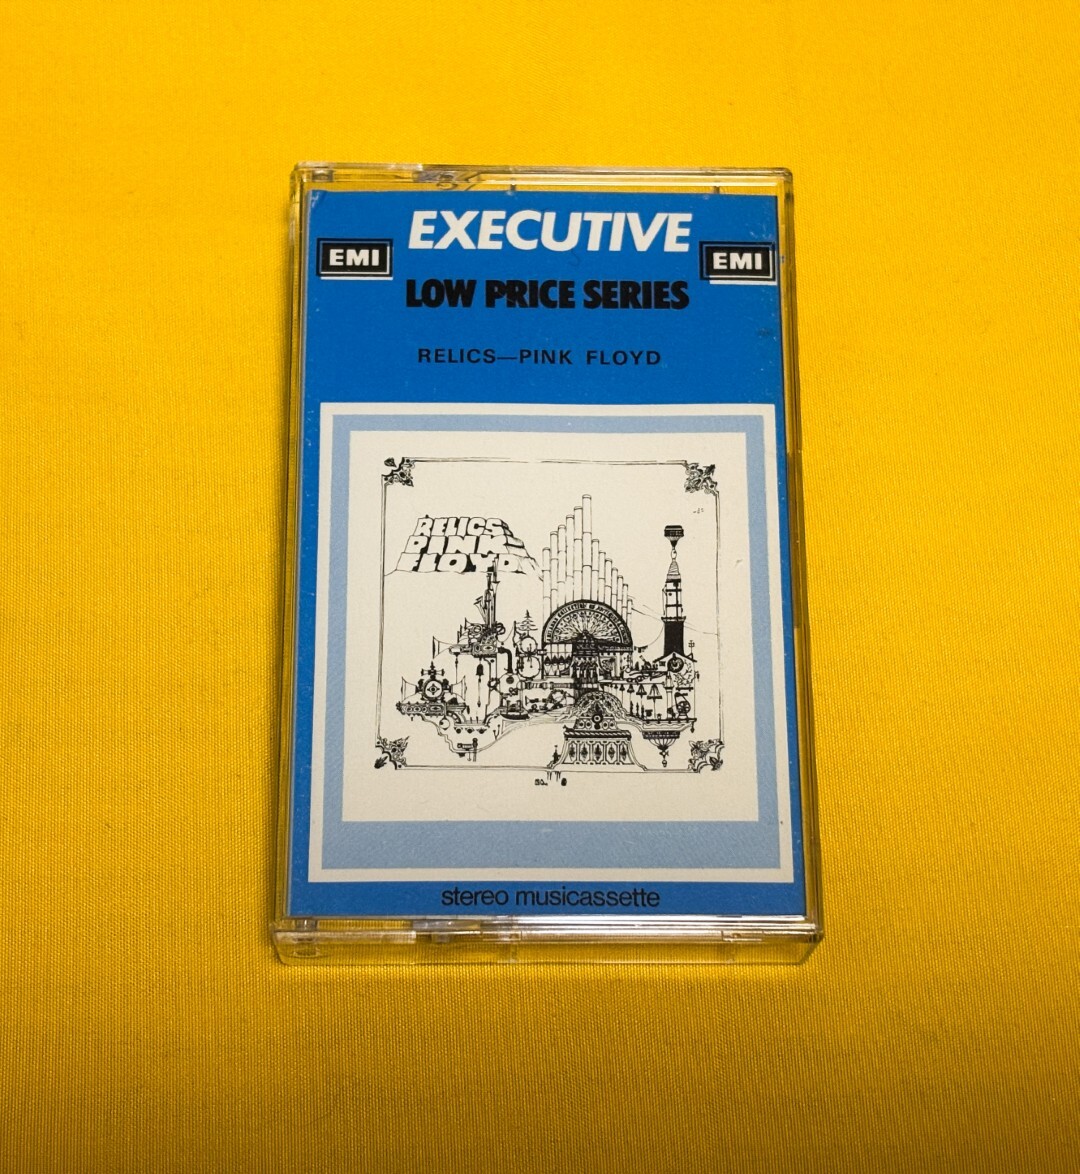 EXECUTIVE
EMI
EMI
LOW PRICE SERIES
RELICS—PINK FLOYD
RELICS
PINK
FLOYD
stereo musicassette